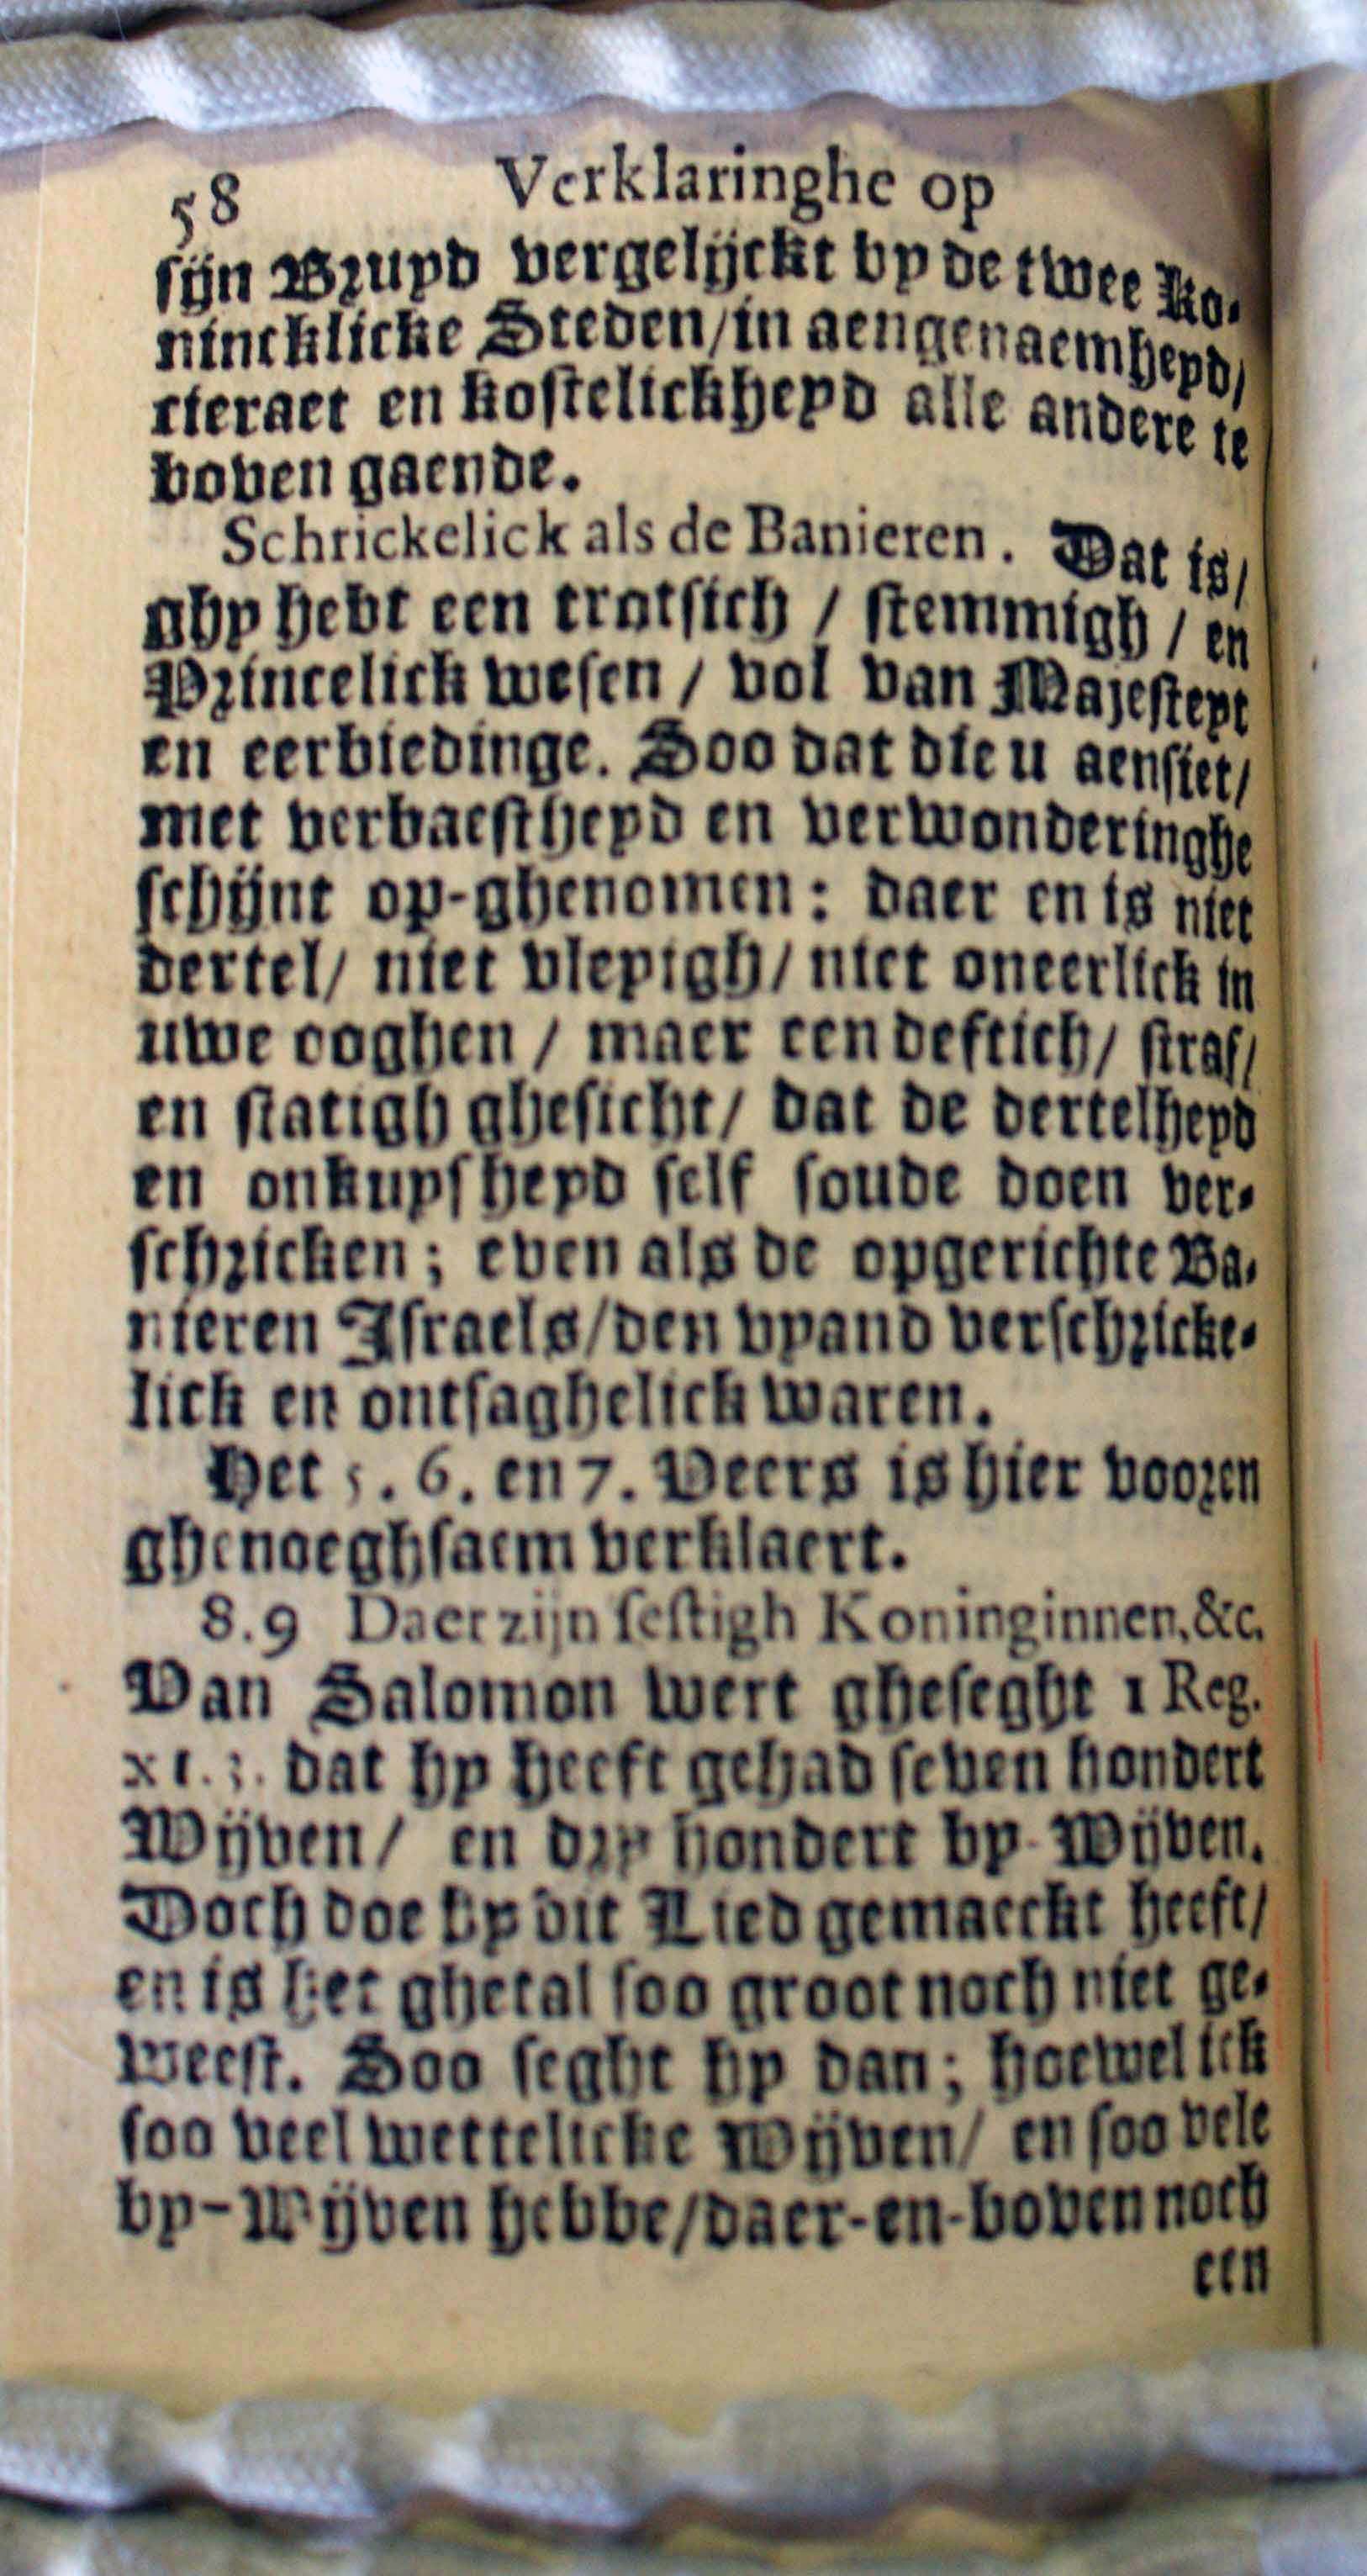 58 Verklaringhe op
sijn Bruyd vergelijckt by de twee Ko-
nincklicke Steden/in aengenaemheyd/
cieraet en kostelickheyd alle andere te
boven gaende.
Schrickelick als de Banieren. Dat is/
ghy hebt een trotsich / stemmigh / en
Princelick wesen / vol van Majesteyt
en eerbiedinge. Soo dat die u aensiet/
met verbaestheyd en verwonderinghe
schijnt op-ghenomen: daer en is niet
dertel/ niet vleyigh/ niet oneerlick in
uwe ooghen / maer een deftich/ straf/
en statigh ghesicht/ dat de dertelheyd
en onkuysheyd self soude doen ver-
schricken; even als de opgerichte Ba-
nieren Israels/den vyand verschricke-
lick en ontsaghelick waren.
Het 5. 6. en 7. Veers is hier vooren
ghenoeghsaem verklaert.
8.9 Daer zijn sestigh Koninginnen, &c.
Van Salomon wert gheseght 1 Reg.
x1. 3. dat hy heeft gehad seven hondert
Wijven/ en dry hondert by-Wijven.
Doch doe hy dit Lied gemaeckt heeft/
en is het ghetal soo groot noch niet ge-
weest. Soo seght hy dan; hoewel ick
soo veel wettelicke Wijven/ en soo vele
by-Wijven hebbe/daer-en-boven noch
een